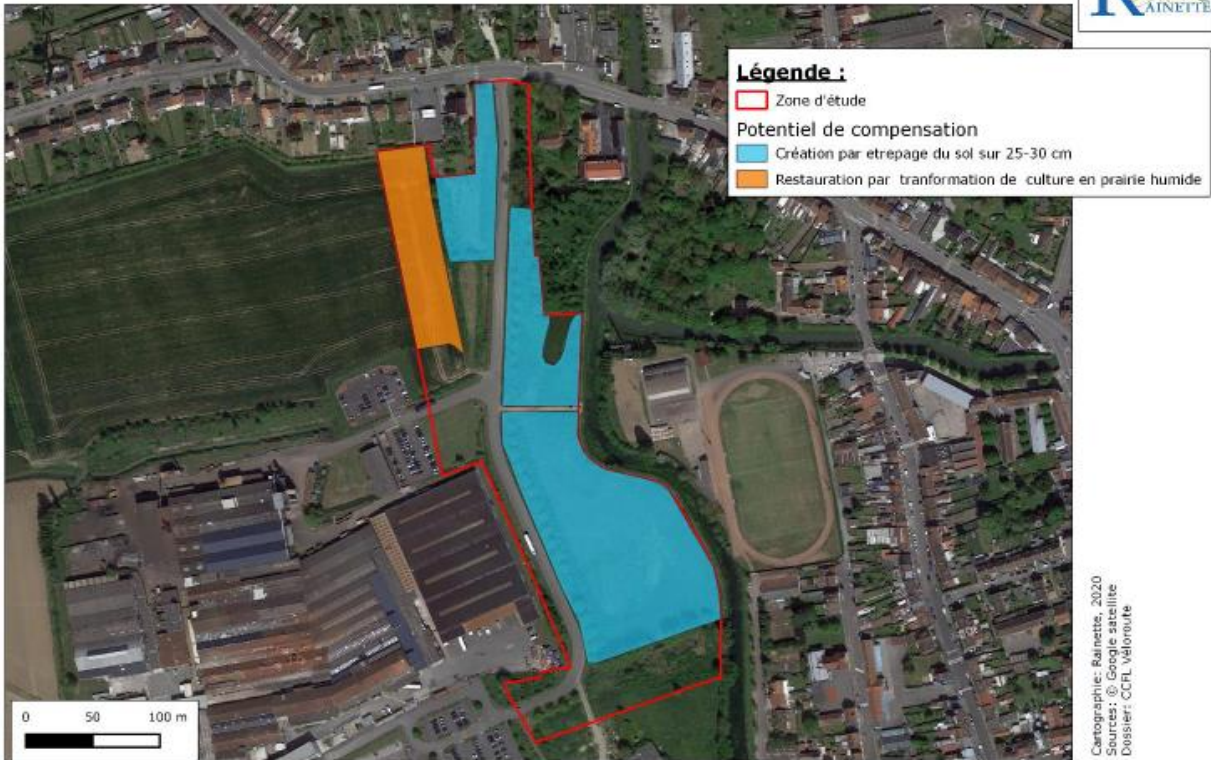 RAINETTE
Légende :
Zone d'étude
Potentiel de compensation
Création par etrepage du sol sur 25-30 cm
Restauration par tranformation de culture en prairie humide
0 50 100 m
Cartographie: Rainette, 2020
Sources: © Google satellite
Dossier: CCFL Véloroute